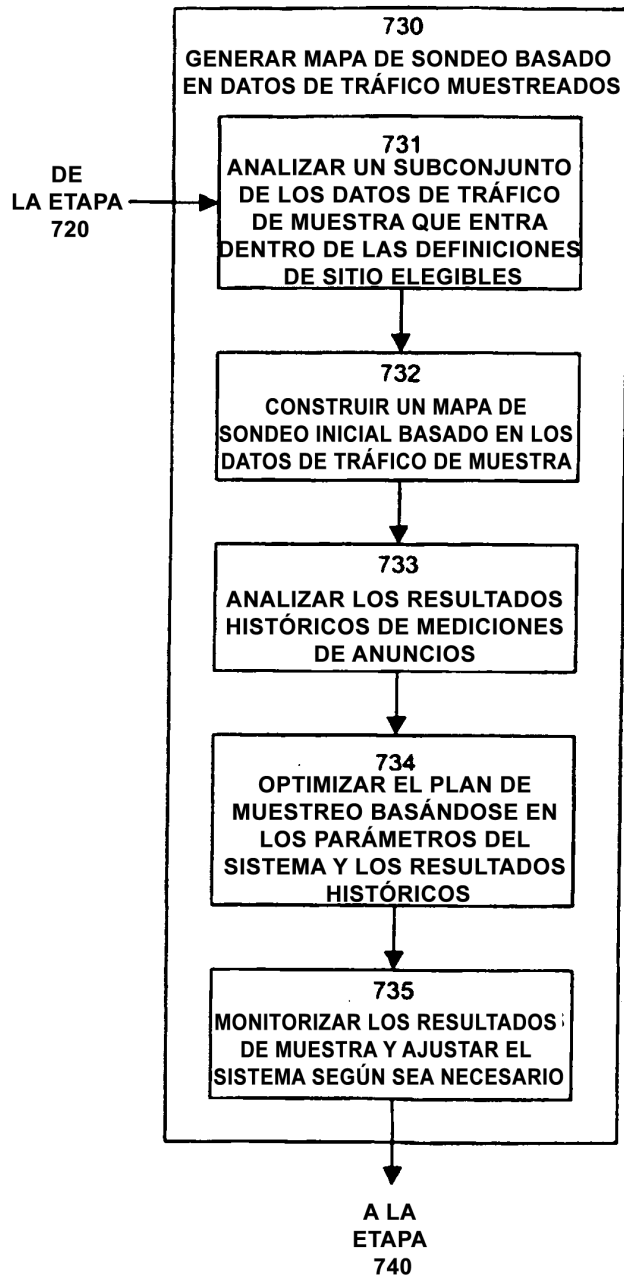 730
GENERAR MAPA DE SONDEO BASADO
EN DATOS DE TRÁFICO MUESTREADOS
DE
LA ETAPA
720
731
ANALIZAR UN SUBCONJUNTO
DE LOS DATOS DE TRÁFICO
DE MUESTRA QUE ENTRA
DENTRO DE LAS DEFINICIONES
DE SITIO ELEGIBLES
732
CONSTRUIR UN MAPA DE
SONDEO INICIAL BASADO EN LOS
DATOS DE TRÁFICO DE MUESTRA
733
ANALIZAR LOS RESULTADOS
HISTÓRICOS DE MEDICIONES
DE ANUNCIOS
734
OPTIMIZAR EL PLAN DE
MUESTREO BASÁNDOSE EN
LOS PARÁMETROS DEL
SISTEMA Y LOS RESULTADOS
HISTÓRICOS
735
MONITORIZAR LOS RESULTADOS
DE MUESTRA Y AJUSTAR EL
SISTEMA SEGÚN SEA NECESARIO
A LA
ETAPA
740